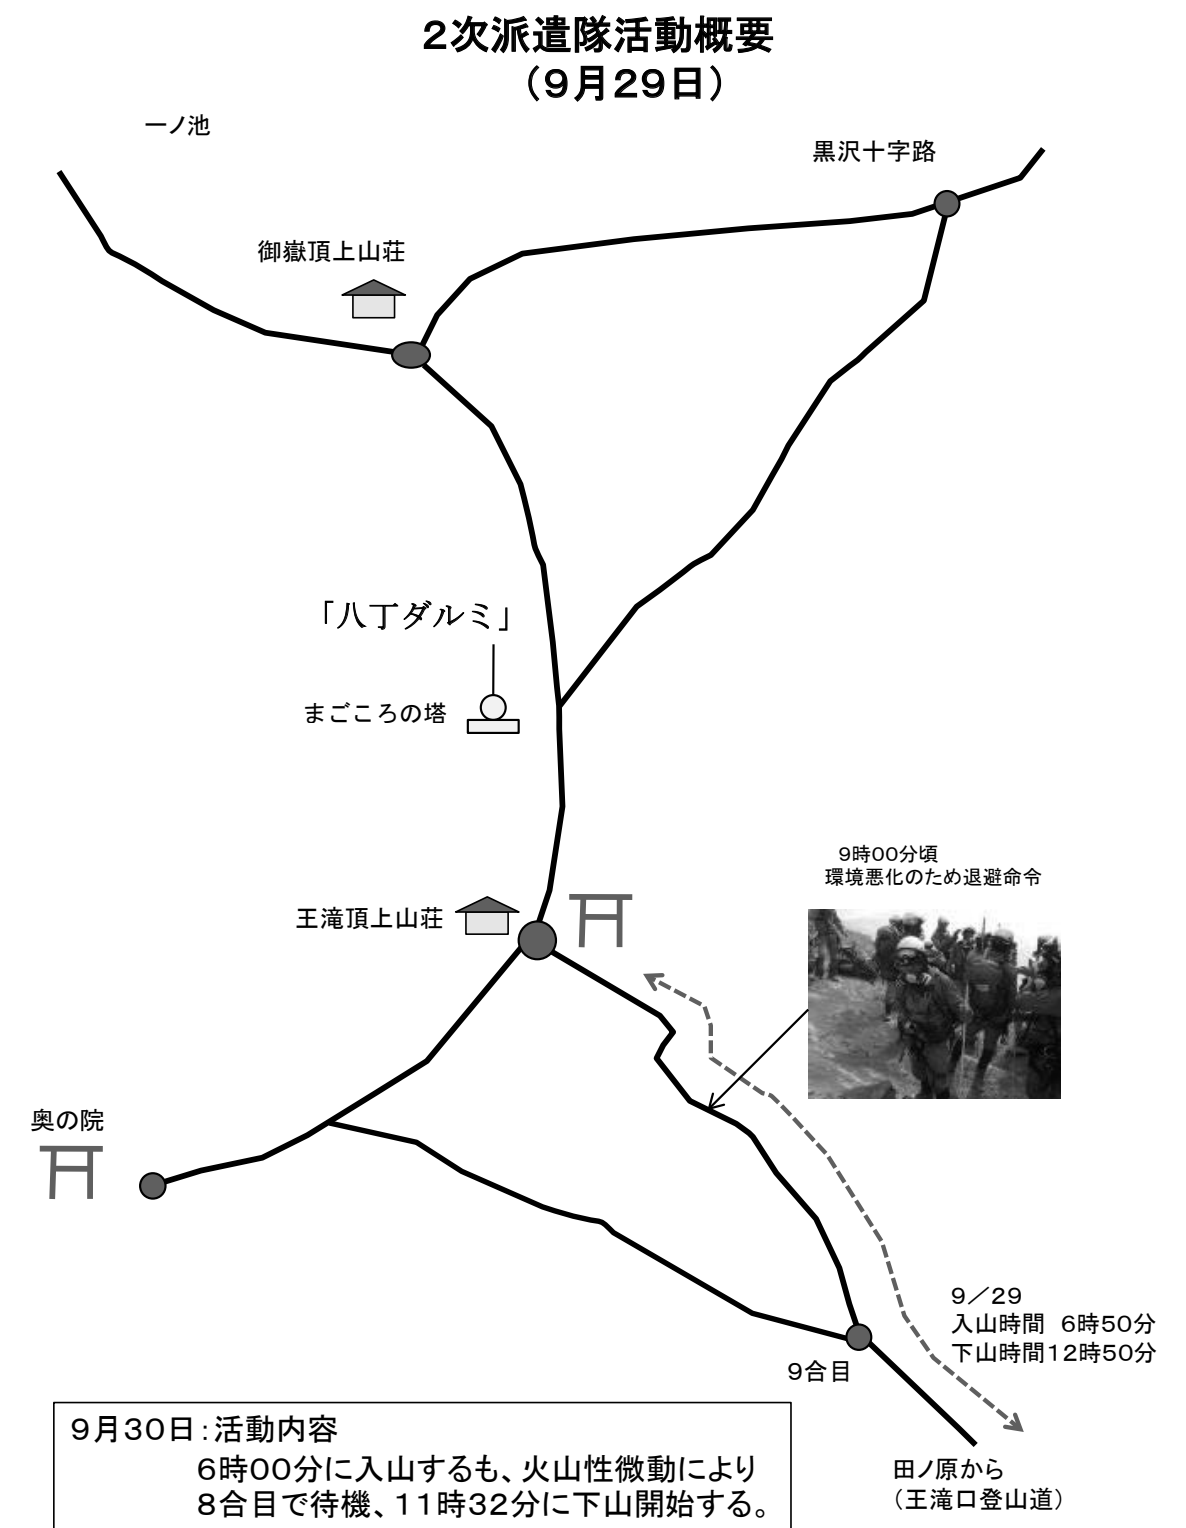 ２次派遣隊活動概要
（９月２９日）
一ノ池
黒沢十字路
御嶽頂上山荘
「八丁ダルミ」
まごころの塔
９時００分頃
環境悪化のため退避命令
王滝頂上山荘
奥の院
９／２９
入山時間　６時５０分
下山時間１２時５０分
９合目
９月３０日：活動内容
６時００分に入山するも、火山性微動により
８合目で待機、１１時３２分に下山開始する。
田ノ原から
（王滝口登山道）